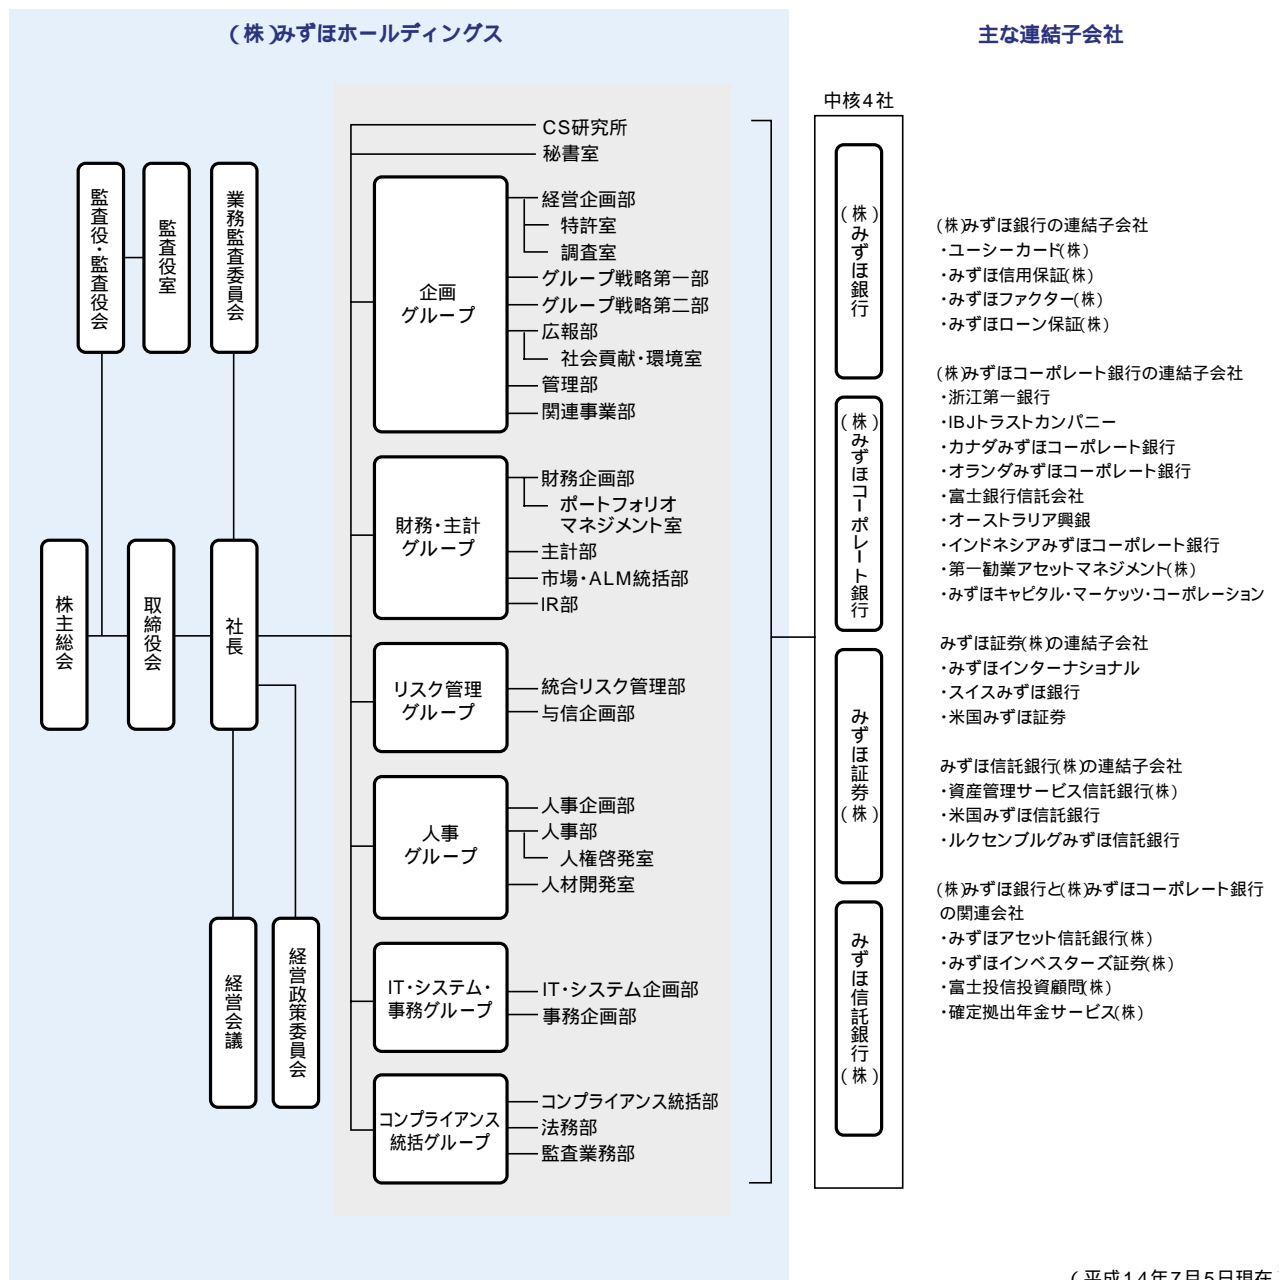 (株)みずほホールディングス
主な連結子会社
監査役・監査役会
監査役室
業務監査委員会
株主総会
取締役会
社長
経営会議
経営政策委員会
CS研究所
秘書室
企画
グループ
経営企画部
特許室
調査室
グループ戦略第一部
グループ戦略第二部
広報部
社会貢献・環境室
管理部
関連事業部
財務・主計
グループ
財務企画部
ポートフォリオ
マネジメント室
主計部
市場・ALM統括部
IR部
リスク管理
グループ
統合リスク管理部
与信企画部
人事
グループ
人事企画部
人事部
人権啓発室
人材開発室
IT・システム・
事務グループ
IT・システム企画部
事務企画部
コンプライアンス
統括グループ
コンプライアンス統括部
法務部
監査業務部
中核4社
(株)みずほ銀行
(株)みずほコーポレート銀行
みずほ証券(株)
みずほ信託銀行(株)
(株)みずほ銀行の連結子会社
・ユーシーカード(株)
・みずほ信用保証(株)
・みずほファクター(株)
・みずほローン保証(株)
(株)みずほコーポレート銀行の連結子会社
・浙江第一銀行
・IBJトラストカンパニー
・カナダみずほコーポレート銀行
・オランダみずほコーポレート銀行
・富士銀行信託会社
・オーストラリア興銀
・インドネシアみずほコーポレート銀行
・第一勧業アセットマネジメント(株)
・みずほキャピタル・マーケッツ・コーポレーション
みずほ証券(株)の連結子会社
・みずほインターナショナル
・スイスみずほ銀行
・米国みずほ証券
みずほ信託銀行(株)の連結子会社
・資産管理サービス信託銀行(株)
・米国みずほ信託銀行
・ルクセンブルグみずほ信託銀行
(株)みずほ銀行と(株)みずほコーポレート銀行
の関連会社
・みずほアセット信託銀行(株)
・みずほインベスターズ証券(株)
・富士投信投資顧問(株)
・確定拠出年金サービス(株)
(平成14年7月5日現在)